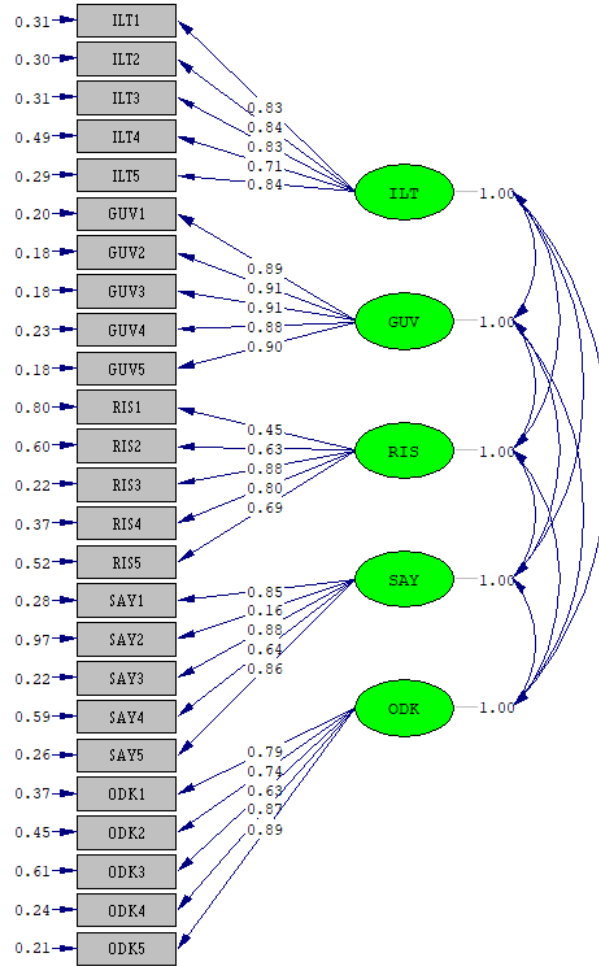 0.31 ILT1
0.30 ILT2
0.31 ILT3
0.49 ILT4
0.29 ILT5
0.20 GUV1
0.18 GUV2
0.18 GUV3
0.23 GUV4
0.18 GUV5
0.80 RIS1
0.60 RIS2
0.22 RIS3
0.37 RIS4
0.52 RIS5
0.28 SAY1
0.97 SAY2
0.22 SAY3
0.59 SAY4
0.26 SAY5
0.37 ODK1
0.45 ODK2
0.61 ODK3
0.24 ODK4
0.21 ODK5
0.83
0.84
0.83
0.71
0.84
0.89
0.91
0.91
0.88
0.90
0.45
0.63
0.88
0.80
0.69
0.85
0.16
0.88
0.64
0.86
0.79
0.74
0.63
0.87
0.89
ILT 1.00
GUV 1.00
RIS 1.00
SAY 1.00
ODK 1.00